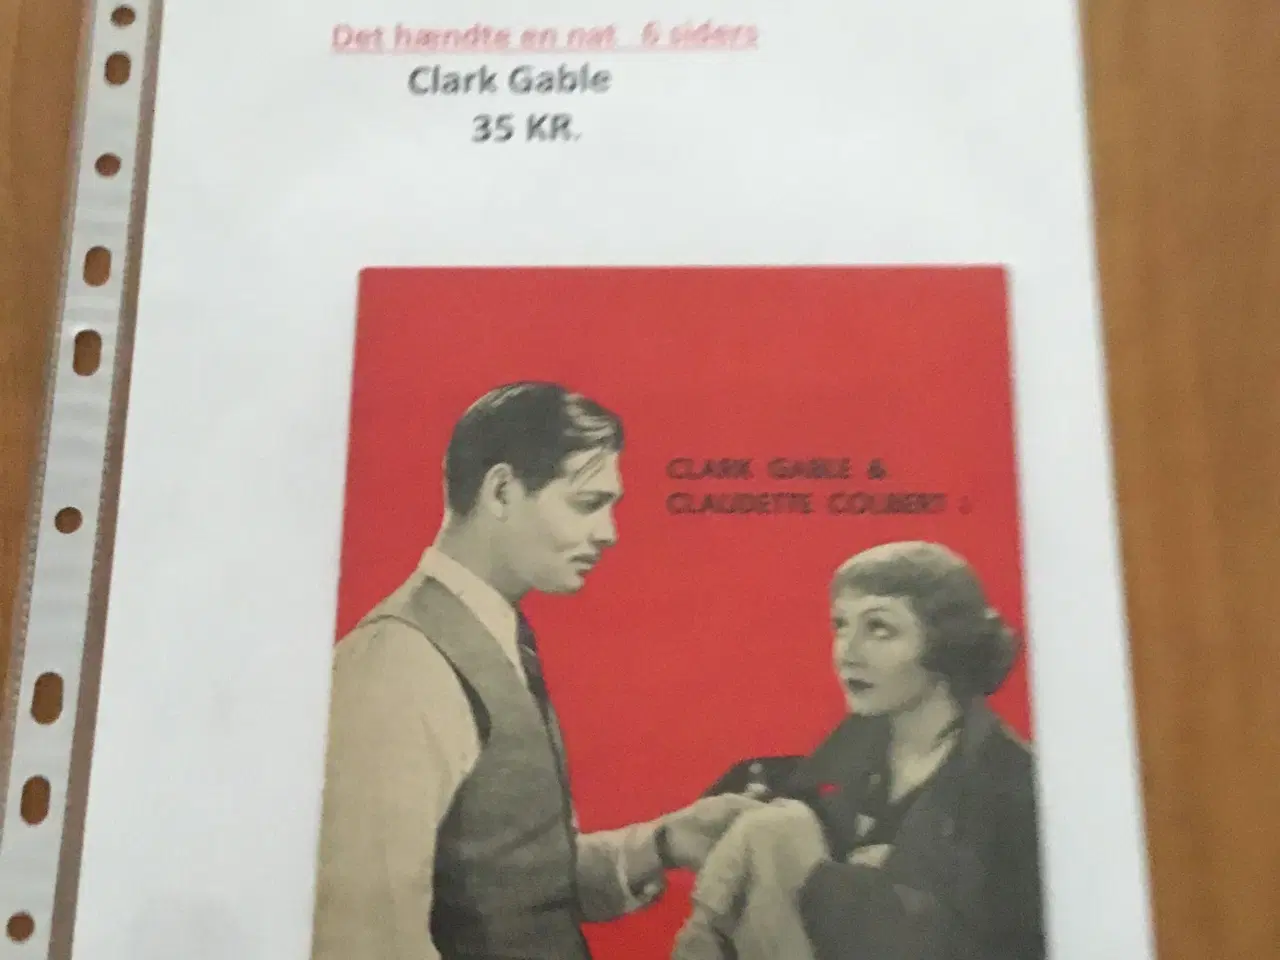 Det hændte en nat 6 siders
Clark Gable
35 KR.
CLARK GABLE &
CLAUDETTE COLBERT :